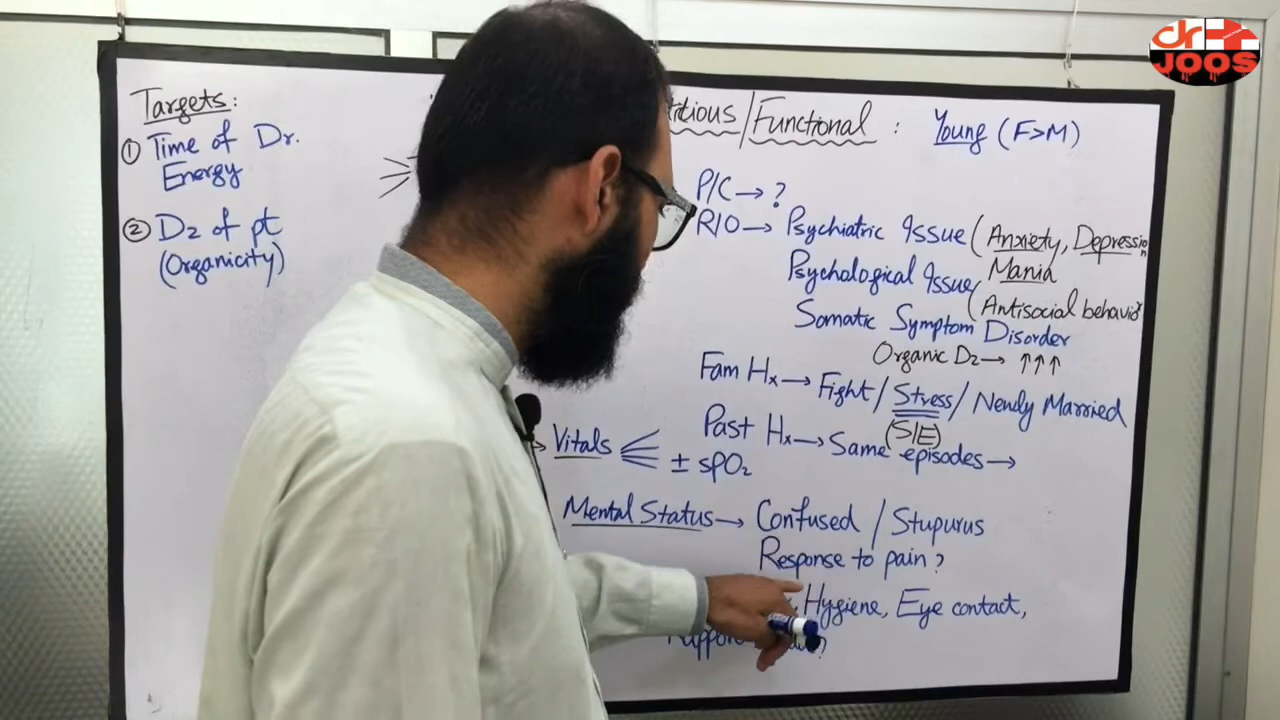 dr JOOS
Targets:
① Time of Dr.
Energy
② Dz of pt
(Organicity)
/Functional : Young (F>M)
P/C → ?
R/O → Psychiatric Issue (Anxiety, Depression
Mania
Psychological Issue
(Antisocial behavior
Somatic Symptom Disorder
Organic Dz → ↑↑↑
Fam Hx → Fight / Stress / Newly Married
(S/E)
Past Hx → Same episodes →
→ Vitals
± SpO₂
Mental Status → Confused / Stupurus
Response to pain?
Hygiene, Eye contact,